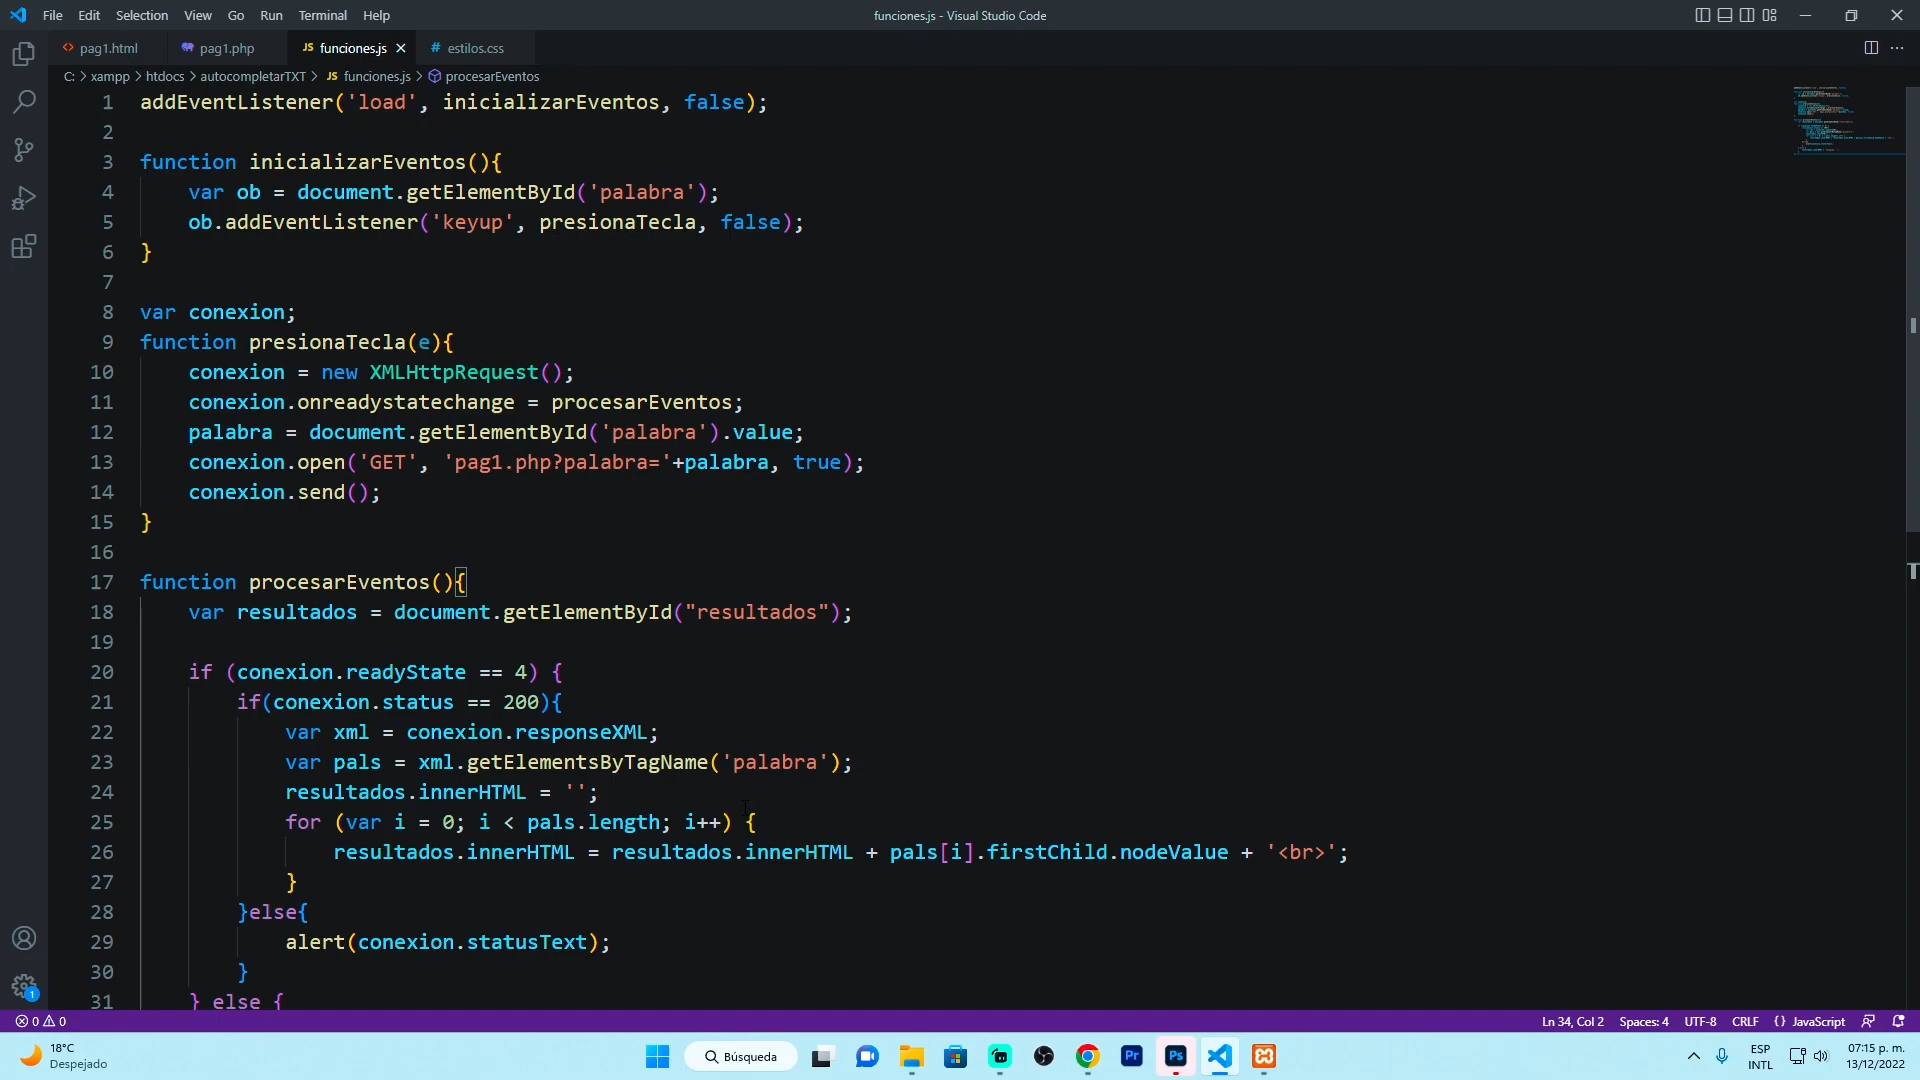 File Edit Selection View Go Run Terminal Help
funciones.js - Visual Studio Code
pag1.html pag1.php JS funciones.js # estilos.css
C: > xampp > htdocs > autocompletarTXT > JS funciones.js > procesarEventos
1 addEventListener('load', inicializarEventos, false);
2
3 function inicializarEventos(){
4 var ob = document.getElementById('palabra');
5 ob.addEventListener('keyup', presionaTecla, false);
6 }
7
8 var conexion;
9 function presionaTecla(e){
10 conexion = new XMLHttpRequest();
11 conexion.onreadystatechange = procesarEventos;
12 palabra = document.getElementById('palabra').value;
13 conexion.open('GET', 'pag1.php?palabra='+palabra, true);
14 conexion.send();
15 }
16
17 function procesarEventos(){
18 var resultados = document.getElementById("resultados");
19
20 if (conexion.readyState == 4) {
21 if(conexion.status == 200){
22 var xml = conexion.responseXML;
23 var pals = xml.getElementsByTagName('palabra');
24 resultados.innerHTML = '';
25 for (var i = 0; i < pals.length; i++) {
26 resultados.innerHTML = resultados.innerHTML + pals[i].firstChild.nodeValue + '<br>';
27 }
28 }else{
29 alert(conexion.statusText);
30 }
31 } else {
1
0 0 Ln 34, Col 2 Spaces: 4 UTF-8 CRLF {} JavaScript
18°C
Despejado
Búsqueda
Pr
Ps
ESP
INTL
07:15 p. m.
13/12/2022